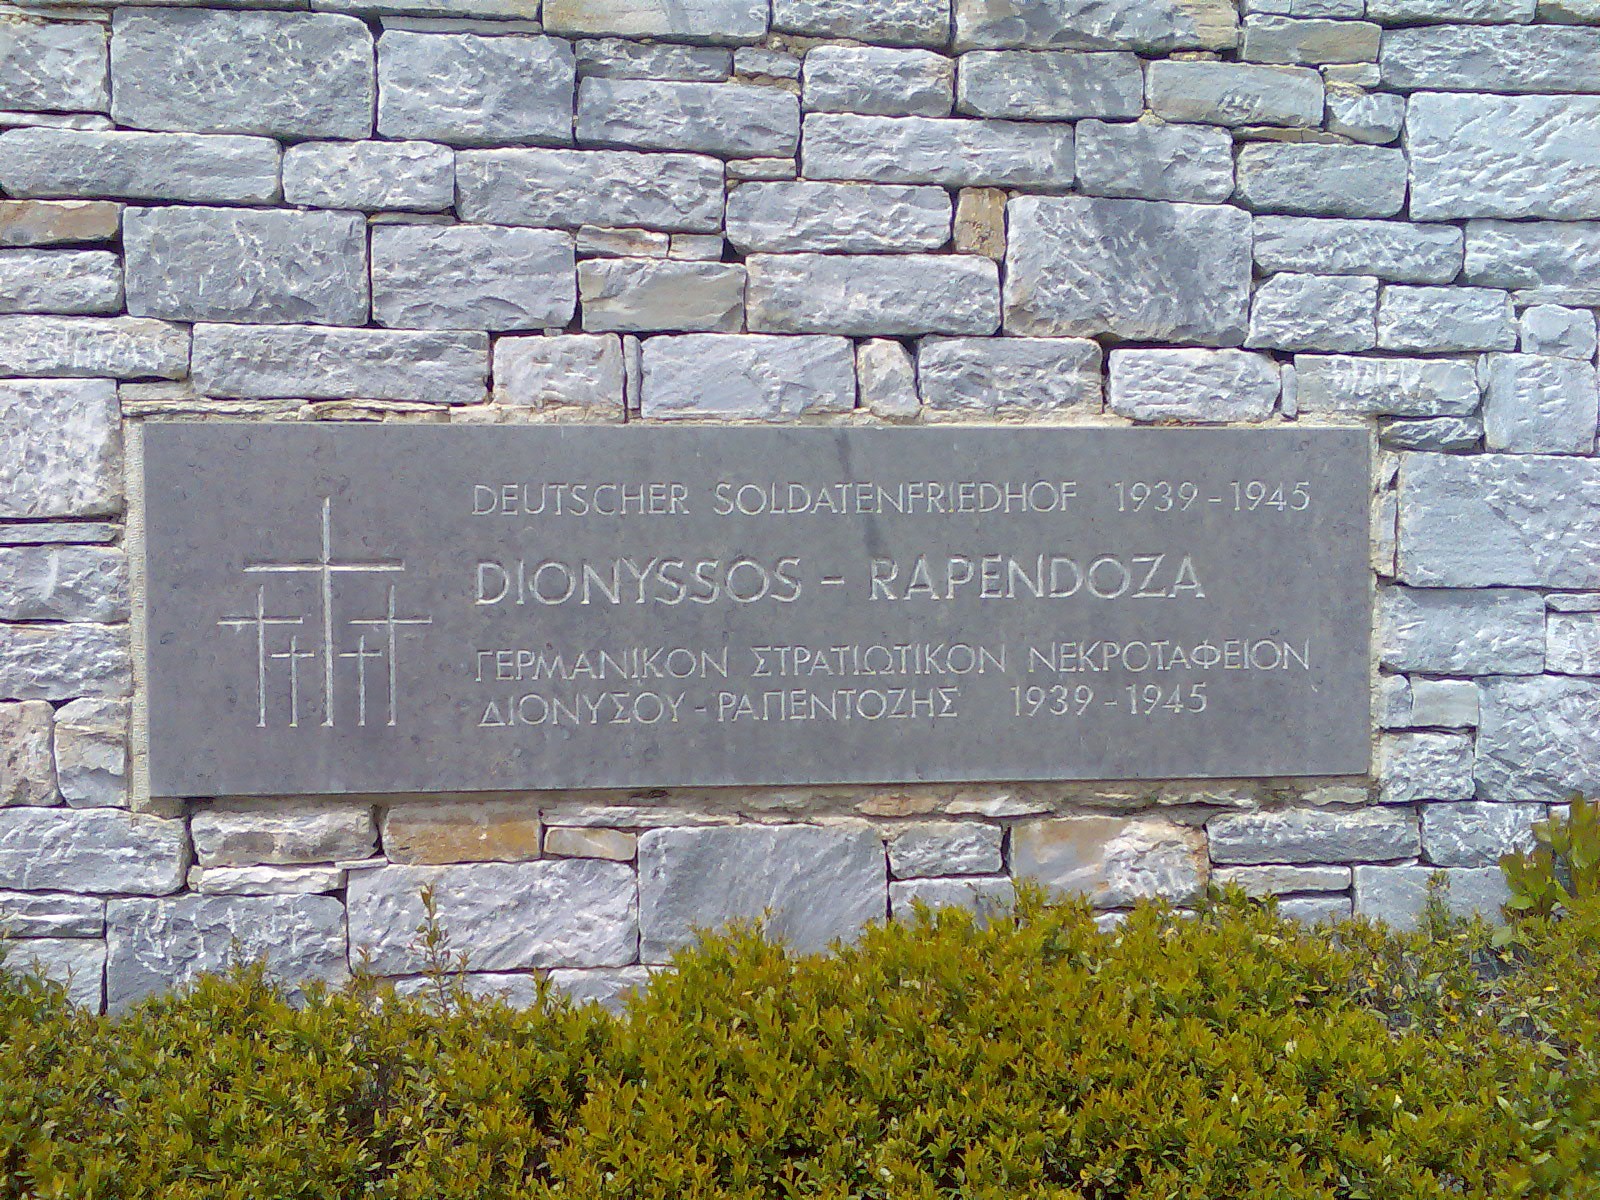 DEUTSCHER SOLDATENFRIEDHOF 1939-1945
DIONYSSOS - RAPENDOZA
ΓΕΡΜΑΝΙΚΟΝ ΣΤΡΑΤΙΩΤΙΚΟΝ ΝΕΚΡΟΤΑΦΕΙΟΝ
ΔΙΟΝΥΣΟΥ-ΡΑΠΕΝΤΟΖΗΣ 1939-1945